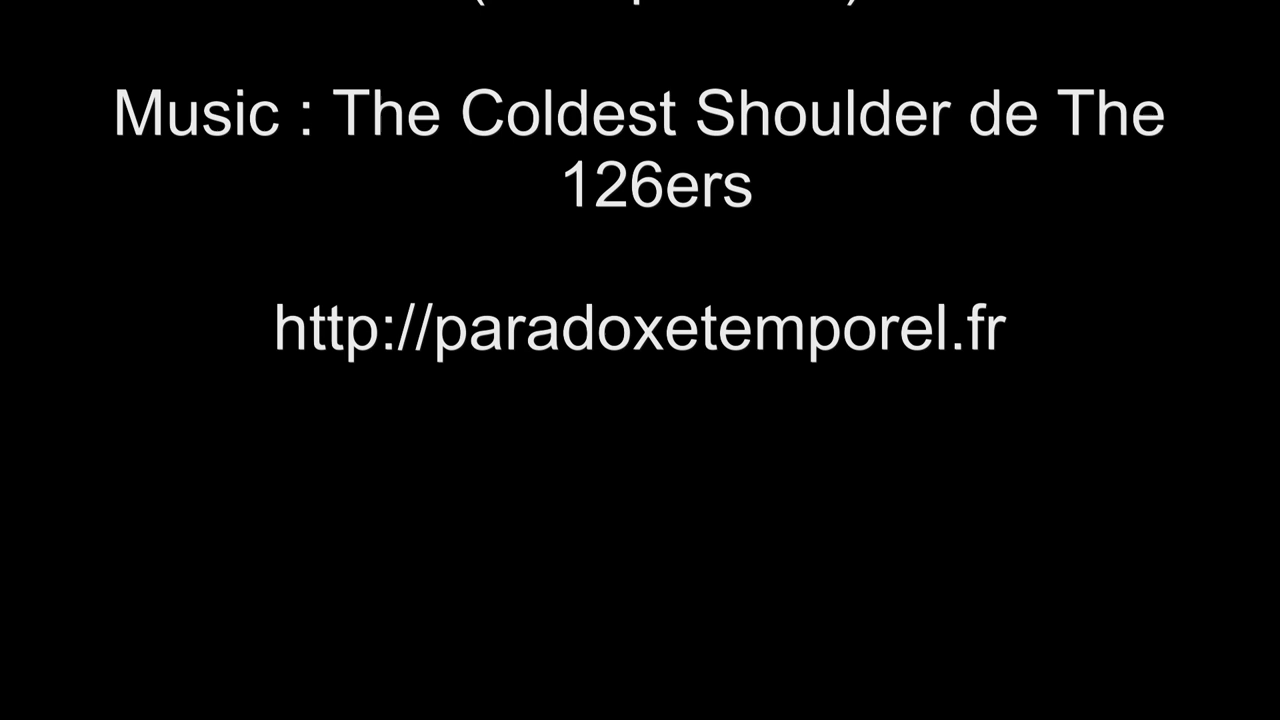 Music : The Coldest Shoulder de The
126ers
http://paradoxetemporel.fr